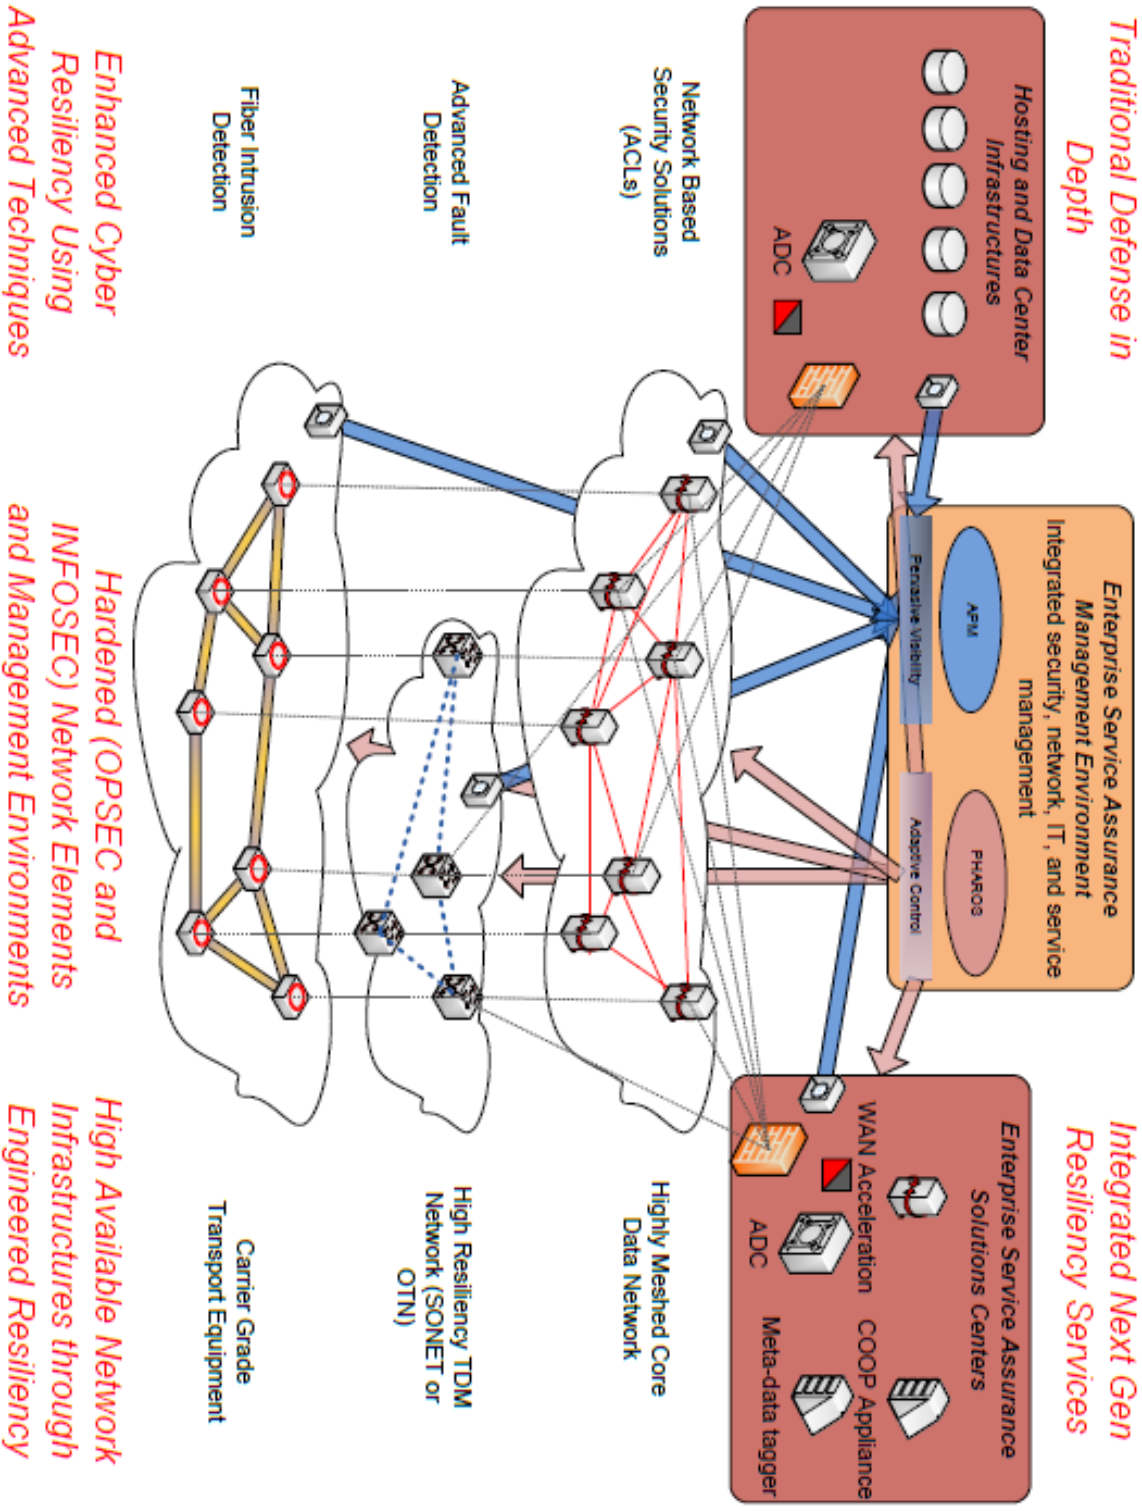 Traditional Defense in
Depth
Integrated Next Gen
Resiliency Services
Hosting and Data Center
Infrastructures
ADC
Enterprise Service Assurance
Management Environment
Integrated security, network, IT, and service
management
APM
PHAROS
Pervasive Visibility
Adaptive Control
Enterprise Service Assurance
Solutions Centers
WAN Acceleration
COOP Appliance
ADC
Meta-data tagger
Network Based
Security Solutions
(ACLs)
Highly Meshed Core
Data Network
Advanced Fault
Detection
High Resiliency TDM
Network (SONET or
OTN)
Fiber Intrusion
Detection
Carrier Grade
Transport Equipment
Enhanced Cyber
Resiliency Using
Advanced Techniques
Hardened (OPSEC and
INFOSEC) Network Elements
and Management Environments
High Available Network
Infrastructures through
Engineered Resiliency